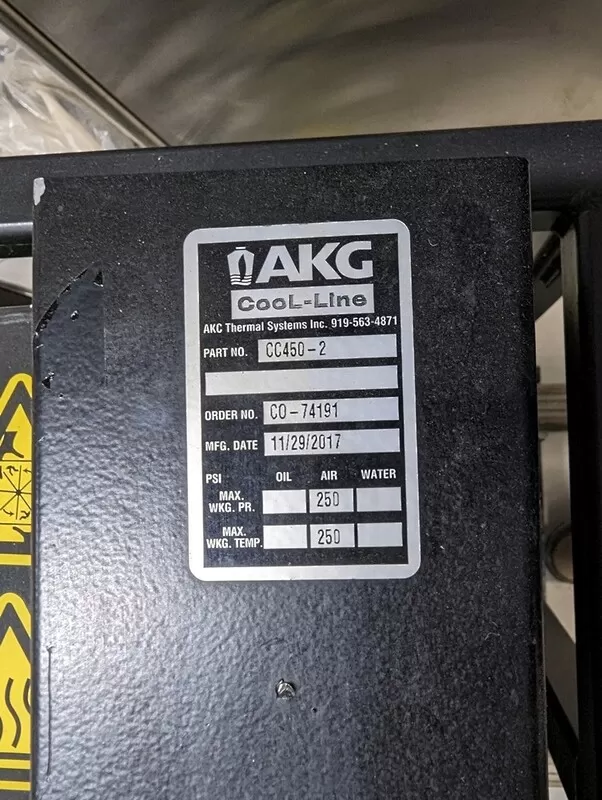 AKG
CooL-Line
AKC Thermal Systems Inc. 919-563-4871
PART NO. CC450-2
ORDER NO. CO-74191
MFG. DATE 11/29/2017
PSI OIL AIR WATER
MAX. WKG. PR. 250
MAX. WKG. TEMP. 250